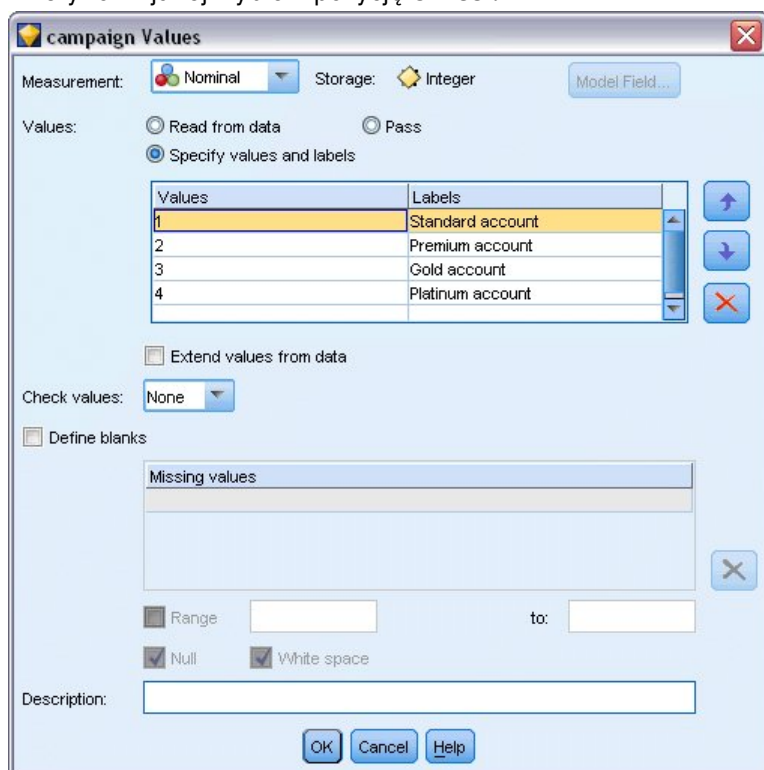 campaign Values
Measurement: Nominal Storage: Integer Model Field...
Values: Read from data Pass
Specify values and labels
Values Labels
1 Standard account
2 Premium account
3 Gold account
4 Platinum account
Extend values from data
Check values: None
Define blanks
Missing values
Range to:
Null White space
Description:
OK Cancel Help